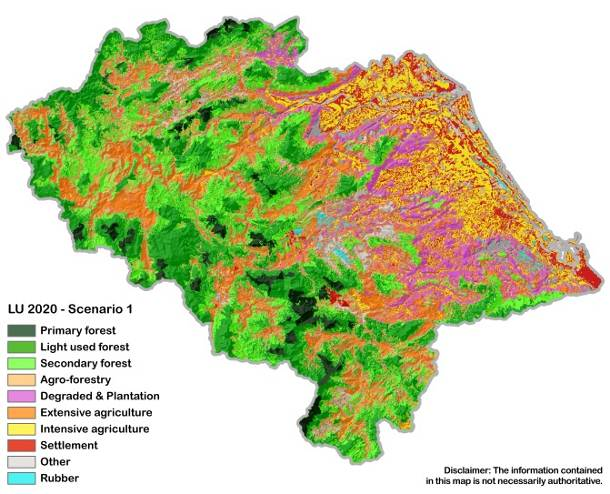 LU 2020 - Scenario 1
Primary forest
Light used forest
Secondary forest
Agro-forestry
Degraded & Plantation
Extensive agriculture
Intensive agriculture
Settlement
Other
Rubber
Disclaimer: The information contained
in this map is not necessarily authoritative.